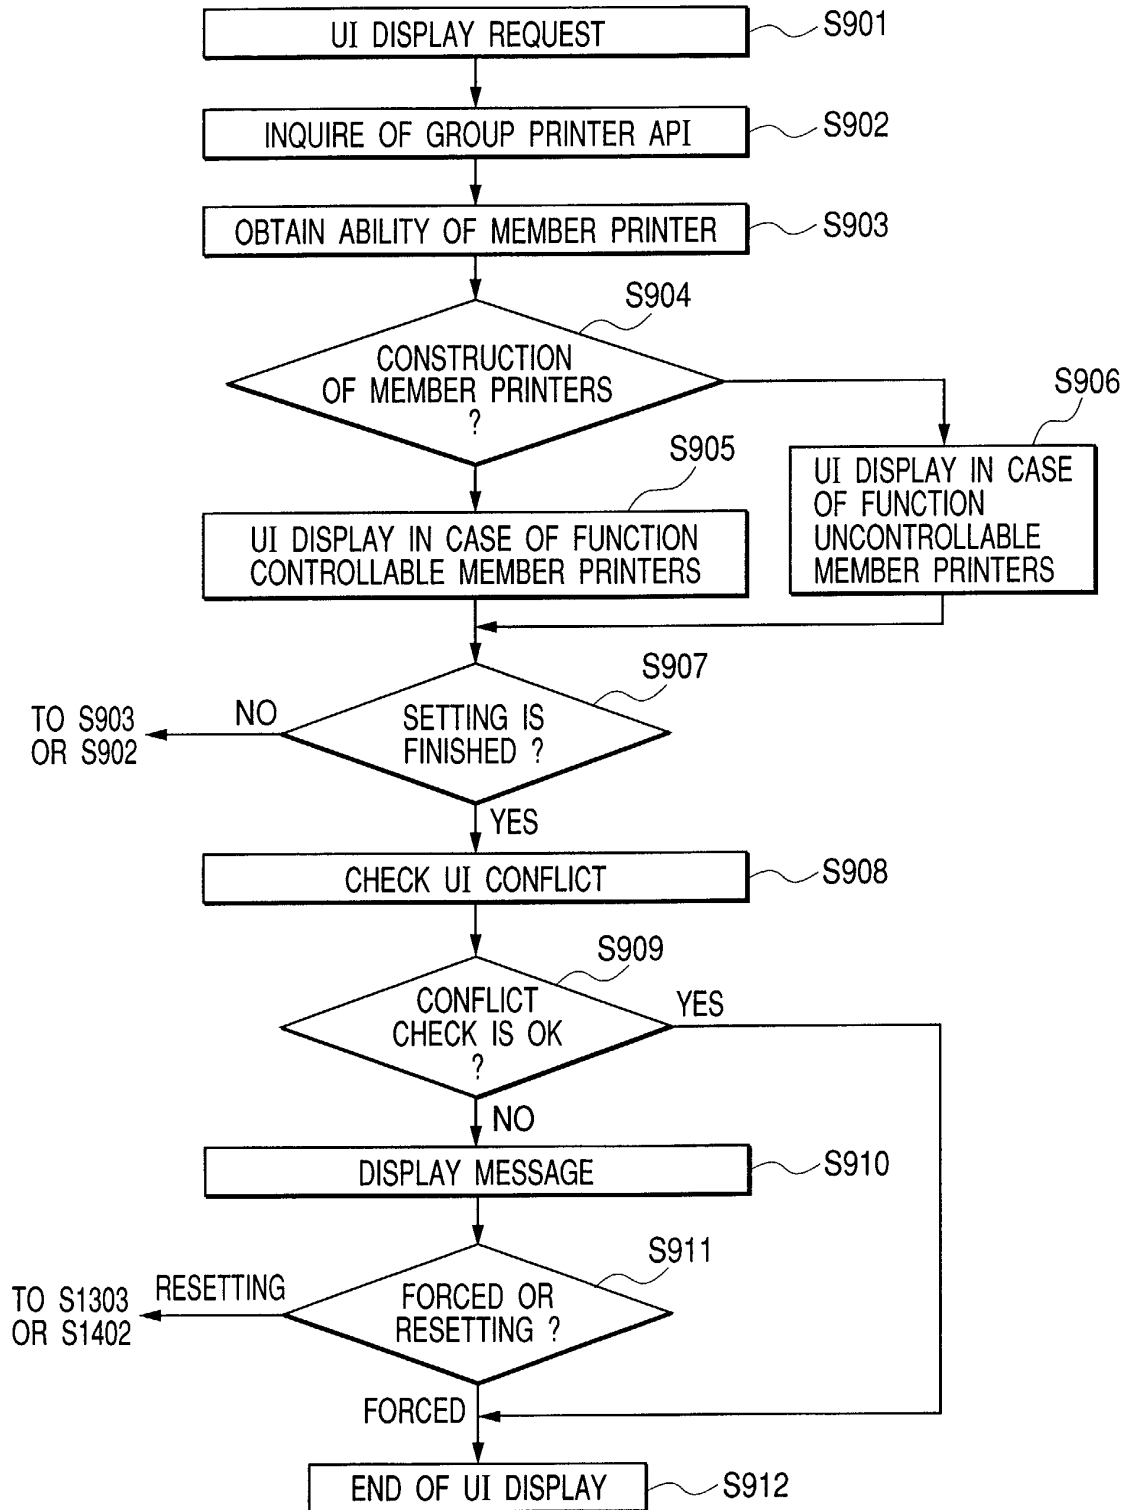 UI DISPLAY REQUEST
S901
INQUIRE OF GROUP PRINTER API
S902
OBTAIN ABILITY OF MEMBER PRINTER
S903
S904
CONSTRUCTION
OF MEMBER PRINTERS
?
S905
UI DISPLAY IN CASE OF FUNCTION
CONTROLLABLE MEMBER PRINTERS
S906
UI DISPLAY IN CASE
OF FUNCTION
UNCONTROLLABLE
MEMBER PRINTERS
S907
SETTING IS
FINISHED ?
NO
TO S903
OR S902
YES
CHECK UI CONFLICT
S908
S909
CONFLICT
CHECK IS OK
?
YES
NO
DISPLAY MESSAGE
S910
S911
FORCED OR
RESETTING ?
RESETTING
TO S1303
OR S1402
FORCED
END OF UI DISPLAY
S912